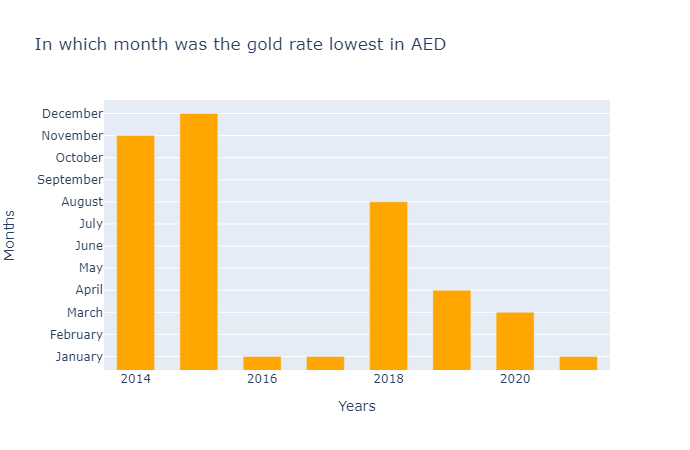 In which month was the gold rate lowest in AED
December
November
October
September
August
July
June
May
April
March
February
January
Months
2014
2016
2018
2020
Years